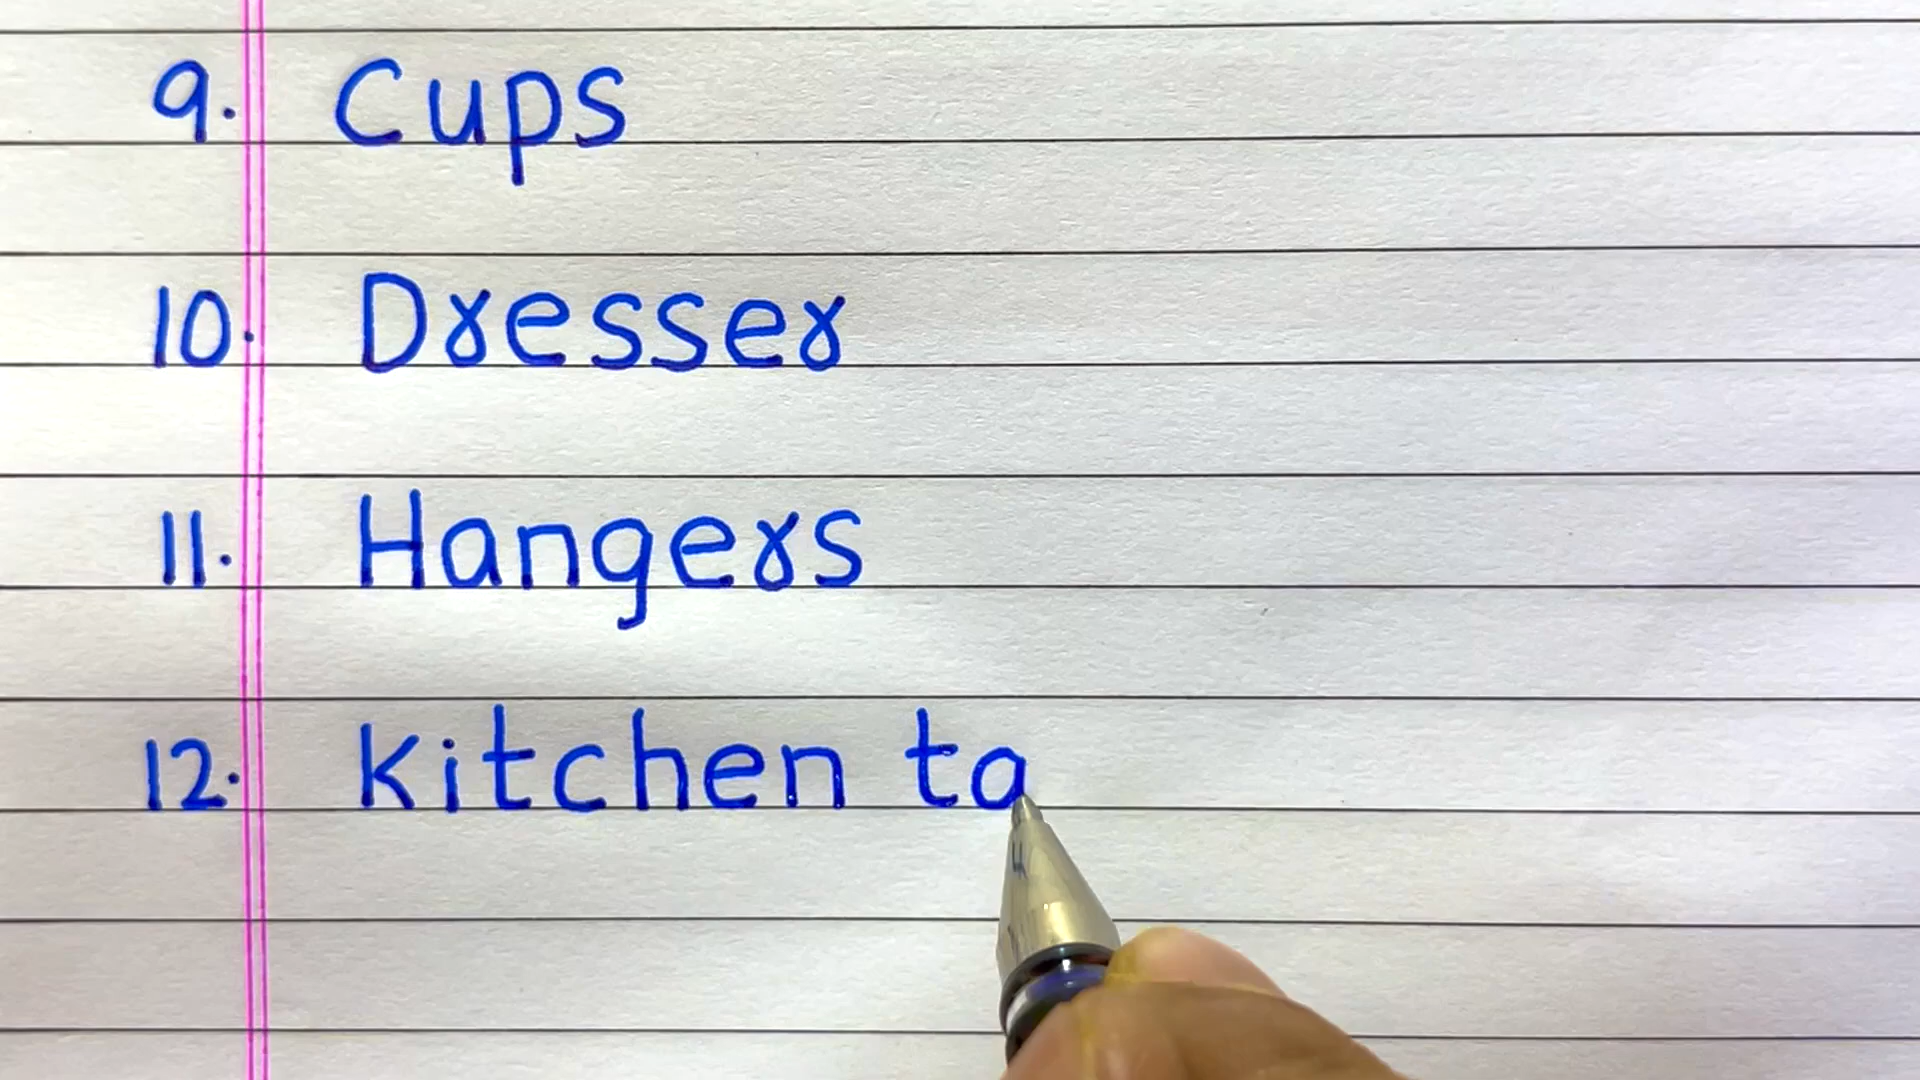 9. Cups
10. Dresser
11. Hangers
12. Kitchen ta